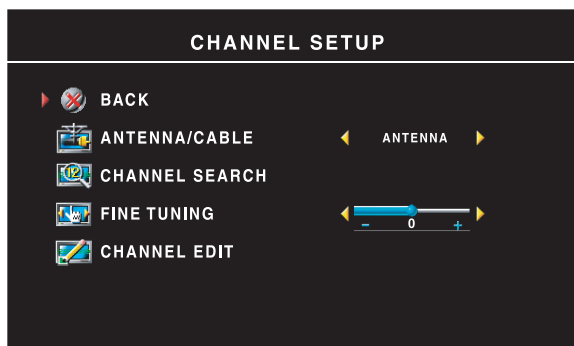 CHANNEL SETUP
BACK
ANTENNA/CABLE ANTENNA
CHANNEL SEARCH
FINE TUNING
- 0 +
CHANNEL EDIT